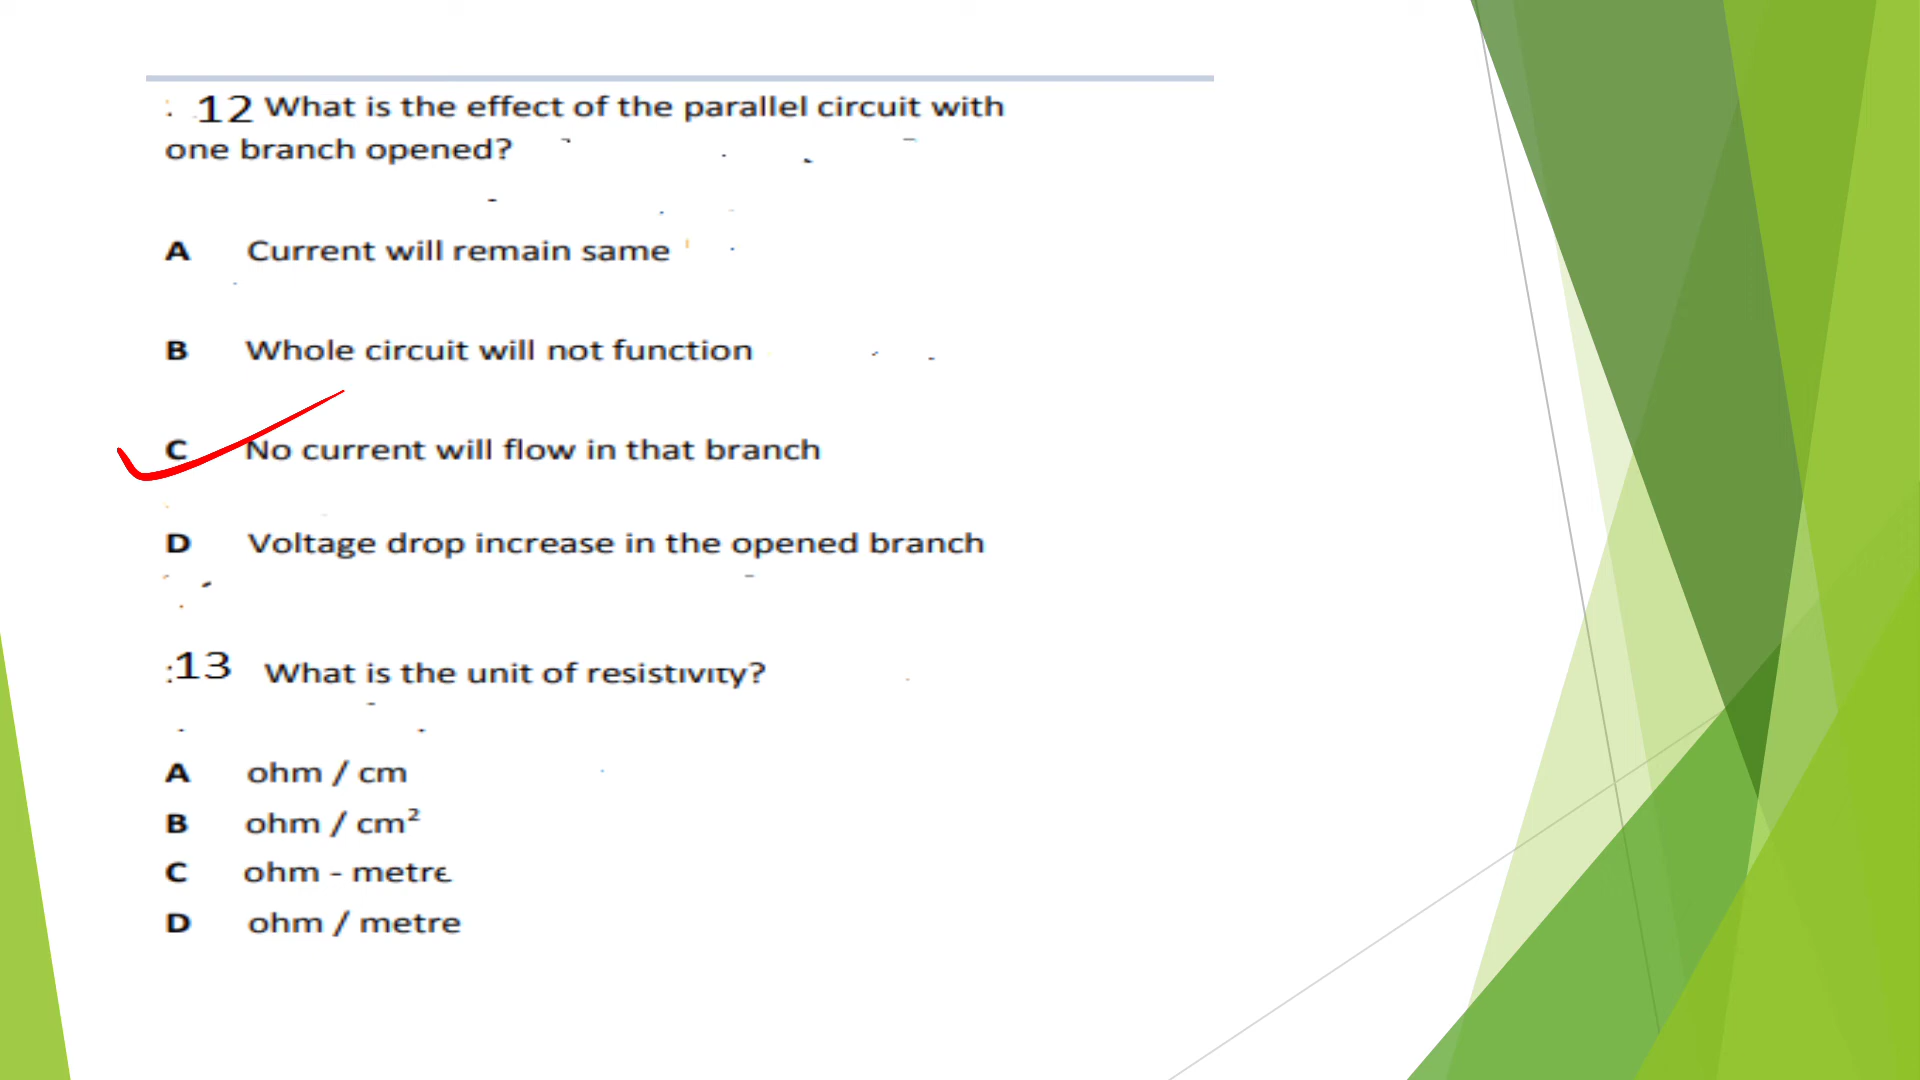 12 What is the effect of the parallel circuit with
one branch opened?
A Current will remain same
B Whole circuit will not function
C No current will flow in that branch
D Voltage drop increase in the opened branch
:13 What is the unit of resistivity?
A ohm / cm
B ohm / cm²
C ohm - metre
D ohm / metre